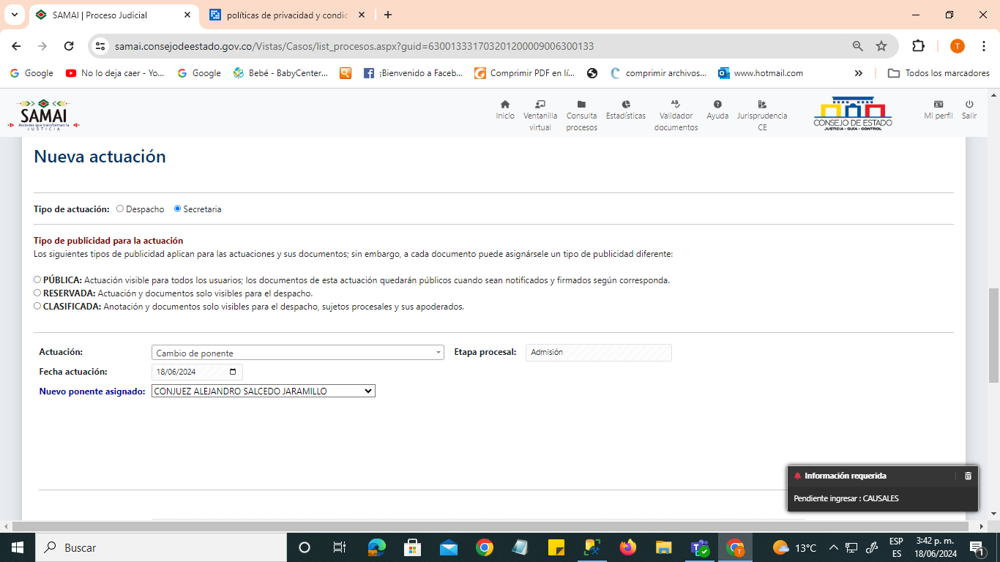 SAMAI | Proceso Judicial
políticas de privacidad y condic
samai.consejodeestado.gov.co/Vistas/Casos/list_procesos.aspx?guid=630013331703201200009006300133
T
Google
No lo deja caer - Yo...
Google
Bebé - BabyCenter...
¡Bienvenido a Faceb...
Comprimir PDF en lí...
comprimir archivos...
www.hotmail.com
Todos los marcadores
SAMAI
Acciones que transforman la
JUSTICIA
Inicio
Ventanilla
virtual
Consulta
procesos
Estadísticas
Validador
documentos
Ayuda
Jurisprudencia
CE
CONSEJO DE ESTADO
JUSTICIA - GUÍA - CONTROL
Mi perfil
Salir
Nueva actuación
Tipo de actuación: Despacho Secretaria
Tipo de publicidad para la actuación
Los siguientes tipos de publicidad aplican para las actuaciones y sus documentos; sin embargo, a cada documento puede asignársele un tipo de publicidad diferente:
PÚBLICA: Actuación visible para todos los usuarios; los documentos de esta actuación quedarán públicos cuando sean notificados y firmados según corresponda.
RESERVADA: Actuación y documentos solo visibles para el despacho.
CLASIFICADA: Anotación y documentos solo visibles para el despacho, sujetos procesales y sus apoderados.
Actuación: Cambio de ponente Etapa procesal: Admisión
Fecha actuación: 18/06/2024
Nuevo ponente asignado: CONJUEZ ALEJANDRO SALCEDO JARAMILLO
Información requerida
Pendiente ingresar : CAUSALES
Buscar
T
13°C
ESP
ES
3:42 p. m.
18/06/2024
1